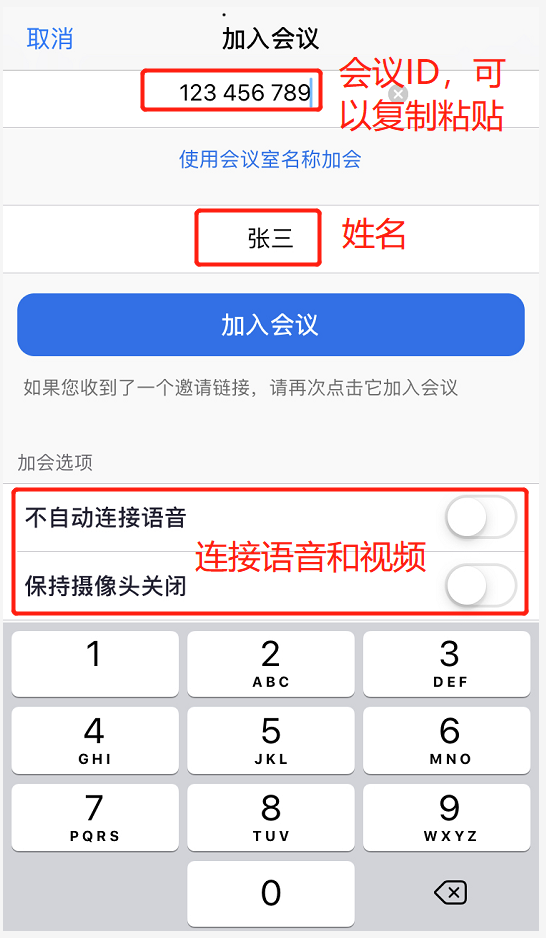 取消
加入会议
123 456 789
会议ID，可
以复制粘贴
使用会议室名称加会
张三
姓名
加入会议
如果您收到了一个邀请链接，请再次点击它加入会议
加会选项
不自动连接语音
连接语音和视频
保持摄像头关闭
1
2
ABC
3
DEF
4
GHI
5
JKL
6
MNO
7
PQRS
8
TUV
9
WXYZ
0